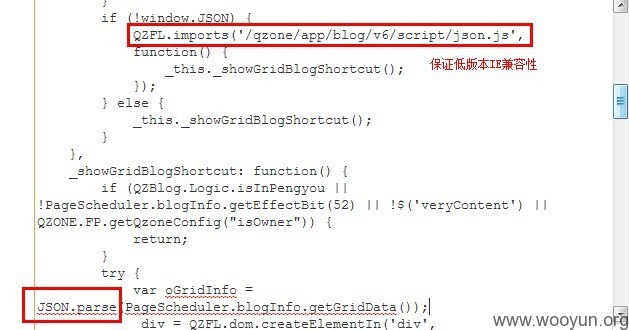 }
if (!window.JSON) {
QZFL.imports('/qzone/app/blog/v6/script/json.js',
function() {
保证低版本IE兼容性
_this._showGridBlogShortcut();
});
} else {
_this._showGridBlogShortcut();
}
},
_showGridBlogShortcut: function() {
if (QZBlog.Logic.isInPengyou ||
!PageScheduler.blogInfo.getEffectBit(52) || !$('veryContent') ||
QZONE.FP.getQzoneConfig("isOwner")) {
return;
}
try {
var oGridInfo =
JSON.parse(PageScheduler.blogInfo.getGridData());
div = QZFL.dom.createElementIn('div',
www.wooyun.org